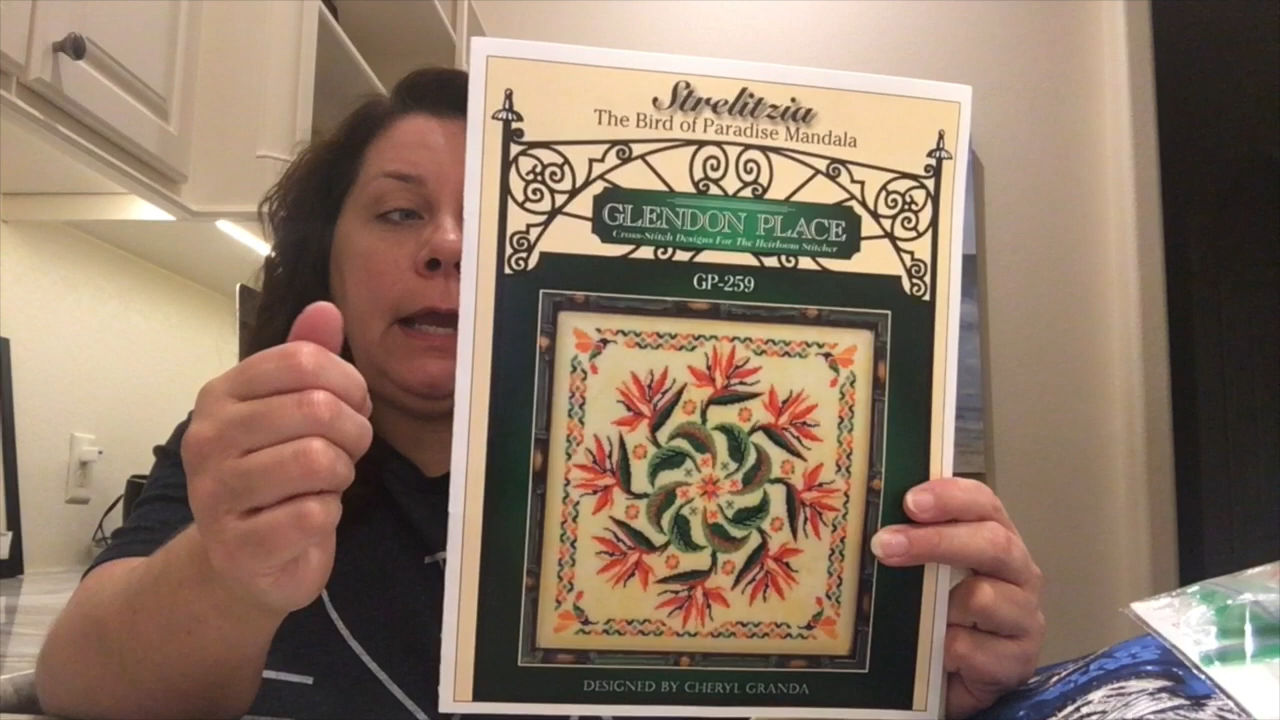 Strelitzia
The Bird of Paradise Mandala
GLENDON PLACE
Cross-Stitch Designs For The Heirloom Stitcher
GP-259
DESIGNED BY CHERYL GRANDA